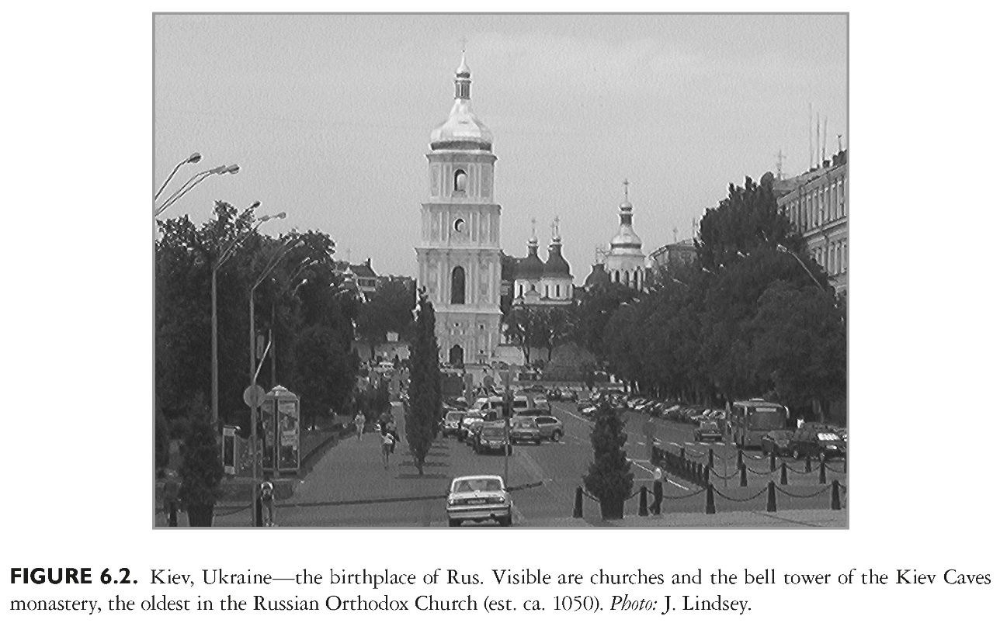 FIGURE 6.2. Kiev, Ukraine—the birthplace of Rus. Visible are churches and the bell tower of the Kiev Caves
monastery, the oldest in the Russian Orthodox Church (est. ca. 1050). Photo: J. Lindsey.